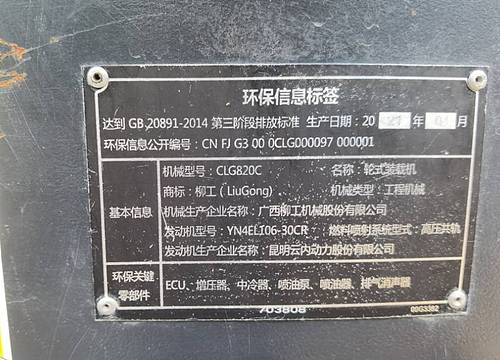 环保信息标签
达到 GB 20891-2014 第三阶段排放标准 生产日期: 20 21 年 月
环保信息公开编号: CN FJ G3 00 0CLG000097 000001
机械型号: CLG820C 名称: 轮式装载机
商标: 柳工 (LiuGong) 机械类型: 工程机械
基本信息 机械生产企业名称: 广西柳工机械股份有限公司
发动机型号: YN4EL106-30CR 燃料喷射系统型式: 高压共轨
发动机生产企业名称: 昆明云内动力股份有限公司
环保关键
零部件
ECU、增压器、中冷器、喷油泵、喷油器、排气消声器
703808
00G3382